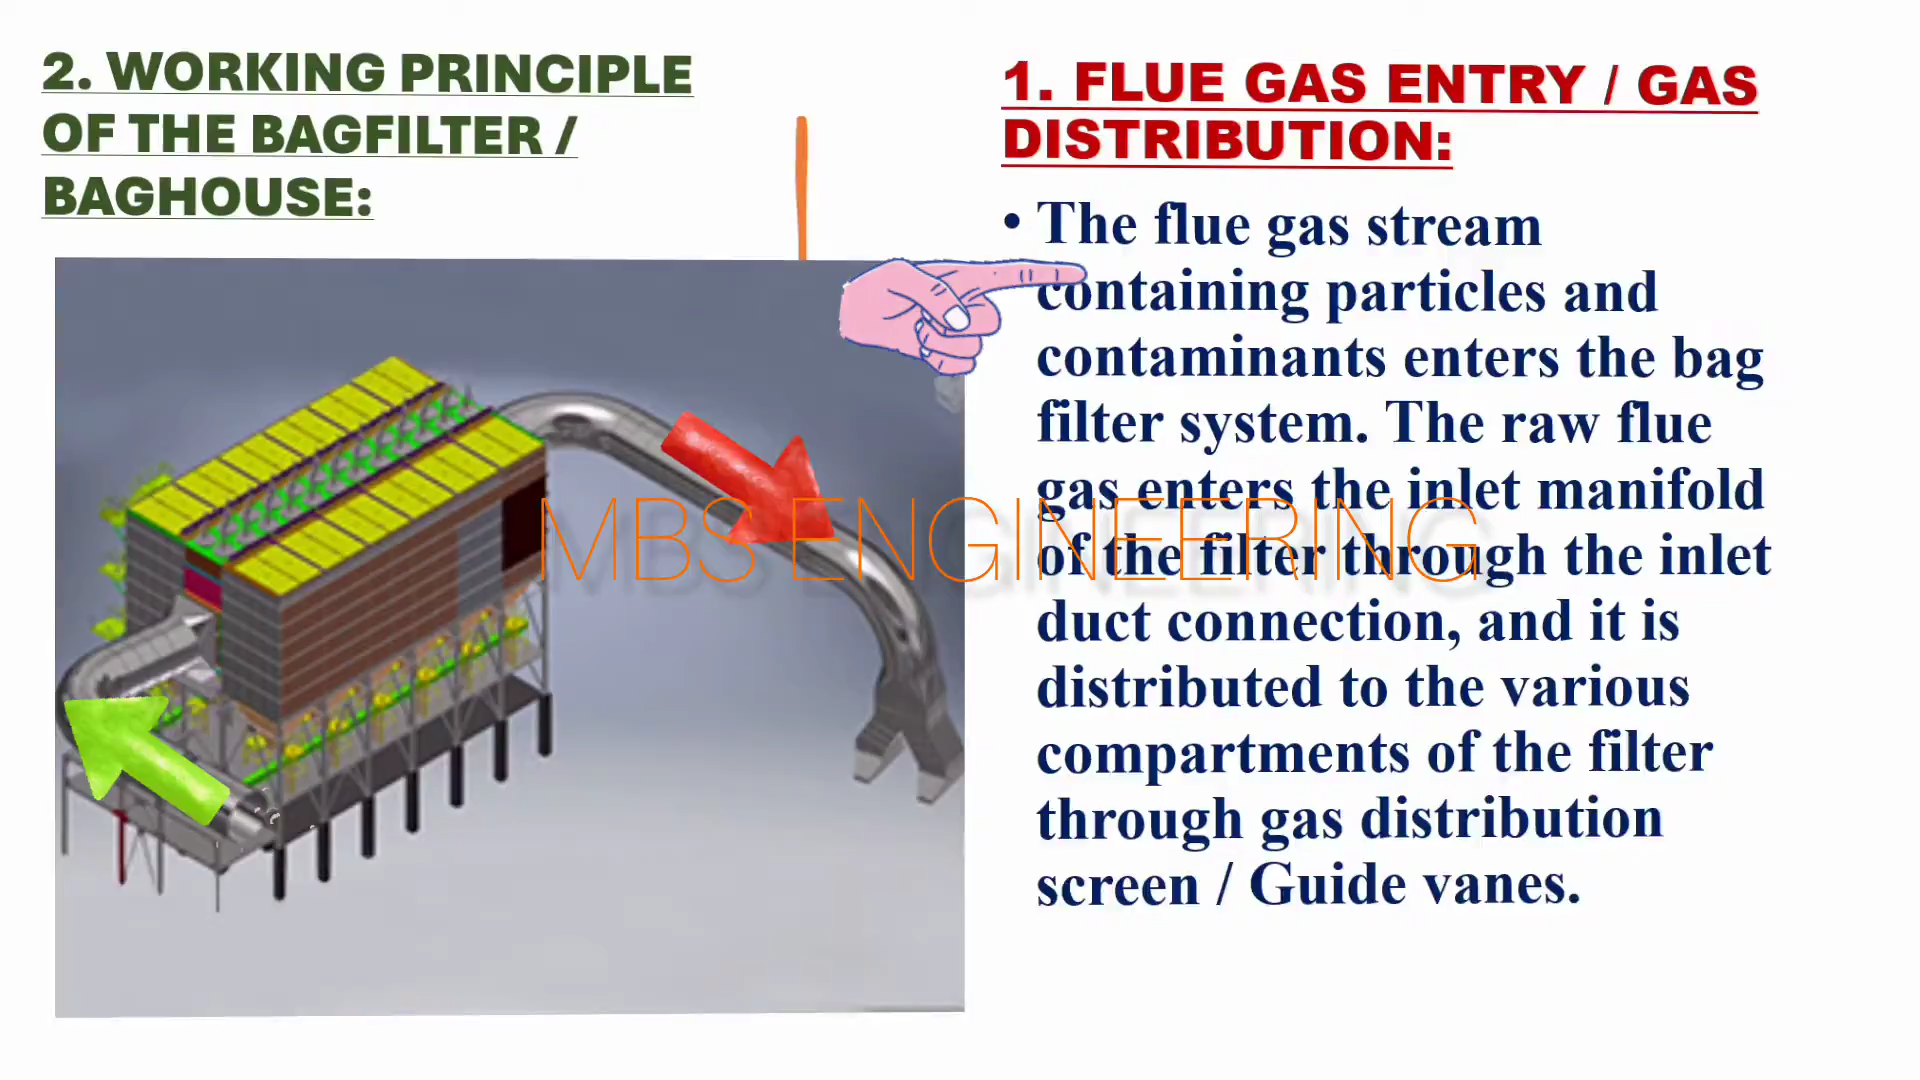 2. WORKING PRINCIPLE
OF THE BAGFILTER /
BAGHOUSE:
1. FLUE GAS ENTRY / GAS
DISTRIBUTION:
• The flue gas stream
containing particles and
contaminants enters the bag
filter system. The raw flue
gas enters the inlet manifold
of the filter through the inlet
duct connection, and it is
distributed to the various
compartments of the filter
through gas distribution
screen / Guide vanes.
MBS ENGINEERING